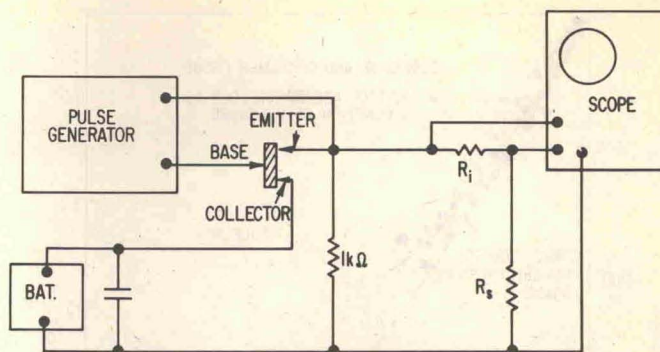 PULSE
GENERATOR
EMITTER
BASE
COLLECTOR
SCOPE
Ri
1kΩ
Rs
BAT.